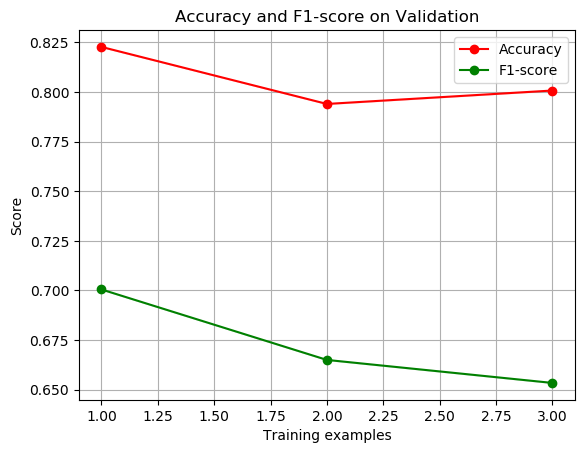 Accuracy and F1-score on Validation
Accuracy
F1-score
0.825
0.800
0.775
0.750
0.725
0.700
0.675
0.650
Score
1.00 1.25 1.50 1.75 2.00 2.25 2.50 2.75 3.00
Training examples